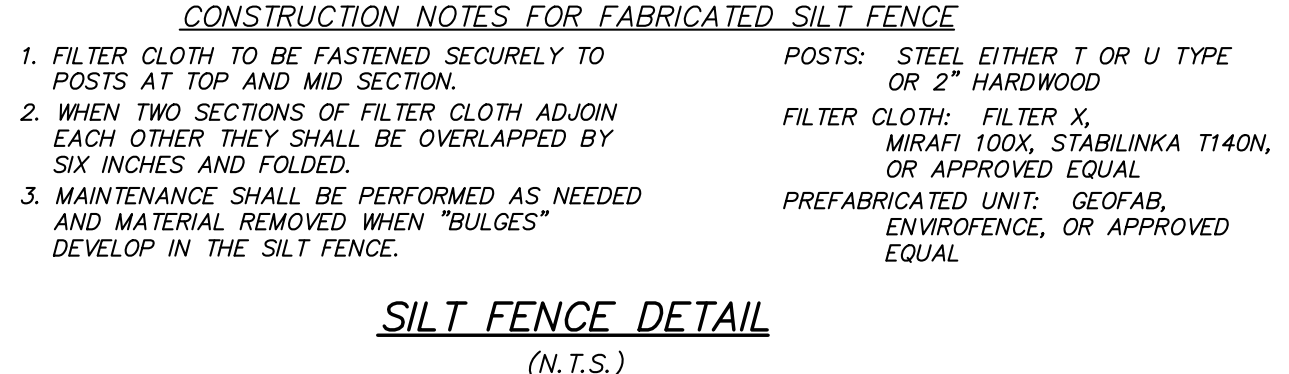 CONSTRUCTION NOTES FOR FABRICATED SILT FENCE
1. FILTER CLOTH TO BE FASTENED SECURELY TO
POSTS AT TOP AND MID SECTION.
2. WHEN TWO SECTIONS OF FILTER CLOTH ADJOIN
EACH OTHER THEY SHALL BE OVERLAPPED BY
SIX INCHES AND FOLDED.
3. MAINTENANCE SHALL BE PERFORMED AS NEEDED
AND MATERIAL REMOVED WHEN "BULGES"
DEVELOP IN THE SILT FENCE.
POSTS: STEEL EITHER T OR U TYPE
OR 2" HARDWOOD
FILTER CLOTH: FILTER X,
MIRAFI 100X, STABILINKA T140N,
OR APPROVED EQUAL
PREFABRICATED UNIT: GEOFAB,
ENVIROFENCE, OR APPROVED
EQUAL
SILT FENCE DETAIL
(N.T.S.)